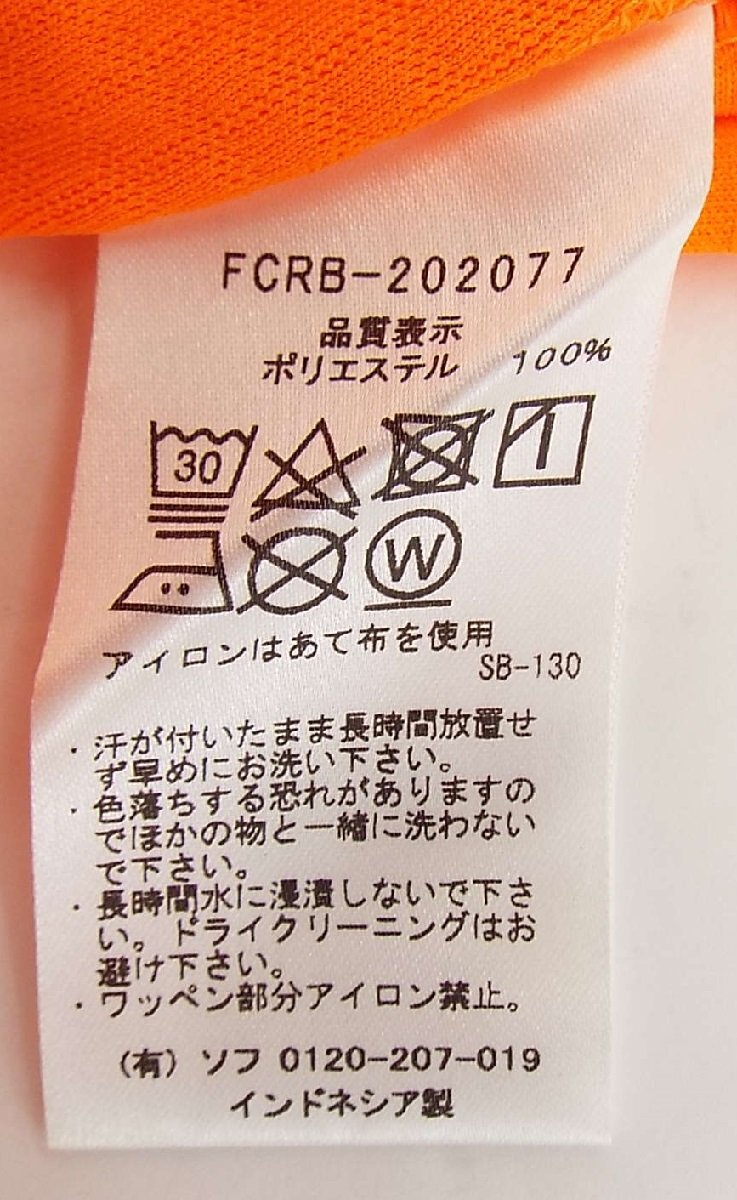 FCRB-202077
品質表示
ポリエステル 100%
30
W
アイロンはあて布を使用
SB-130
・汗が付いたまま長時間放置せ
ず早めにお洗い下さい。
・色落ちする恐れがありますの
でほかの物と一緒に洗わない
で下さい。
・長時間水に浸漬しないで下さ
い。ドライクリーニングはお
避け下さい。
・ワッペン部分アイロン禁止。
(有) ソフ 0120-207-019
インドネシア製